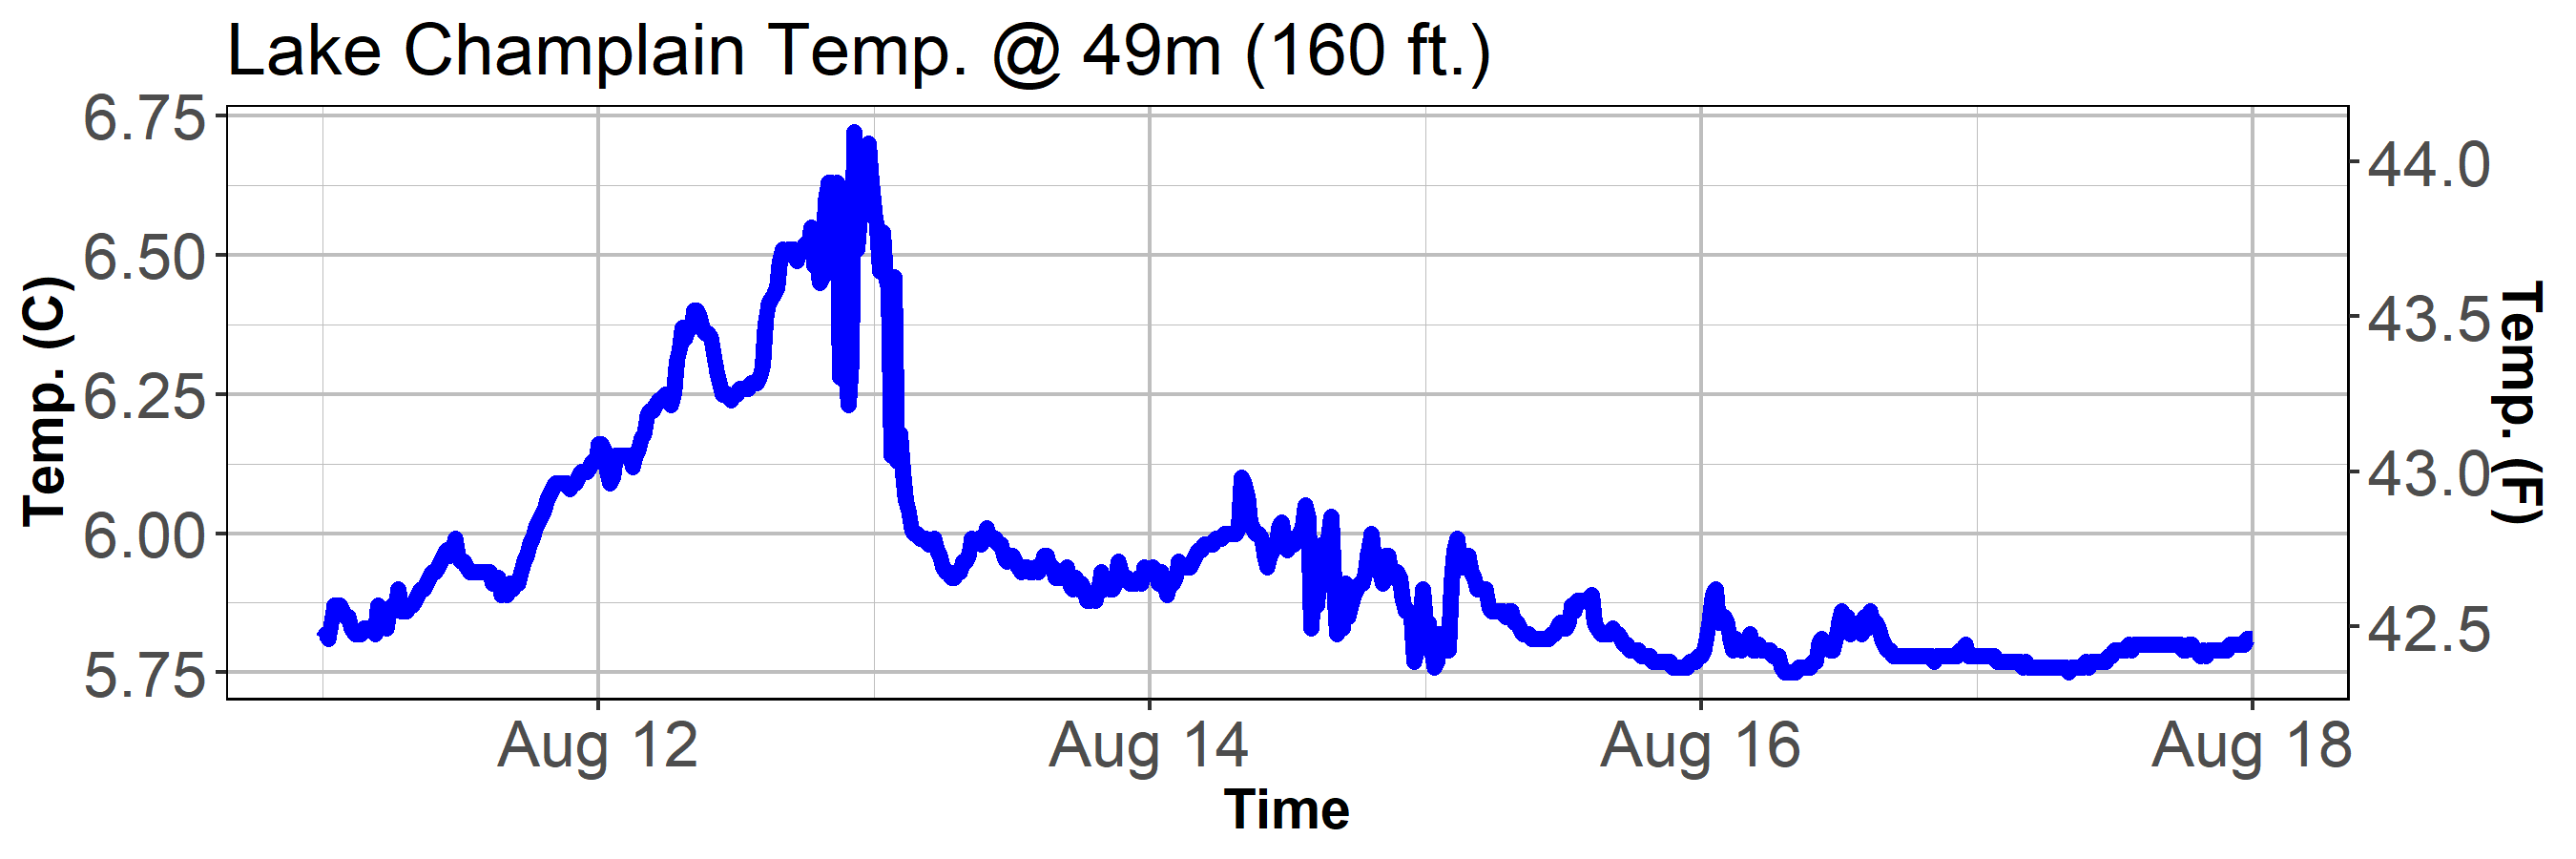 Lake Champlain Temp. @ 49m (160 ft.)
6.75
6.50
6.25
6.00
5.75
Temp. (C)
44.0
43.5
43.0
42.5
Temp. (F)
Aug 12 Aug 14 Aug 16 Aug 18
Time